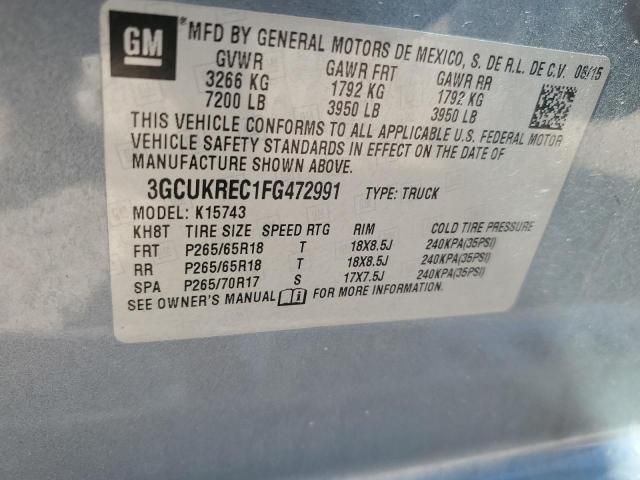 GM
*MFD BY GENERAL MOTORS DE MEXICO, S. DE R.L. DE C.V. 08/15
GVWR GAWR FRT GAWR RR
3266 KG 1792 KG 1792 KG
7200 LB 3950 LB 3950 LB
THIS VEHICLE CONFORMS TO ALL APPLICABLE U.S. FEDERAL MOTOR
VEHICLE SAFETY STANDARDS IN EFFECT ON THE DATE OF
MANUFACTURE SHOWN ABOVE.
3GCUKREC1FG472991 TYPE: TRUCK
MODEL: K15743
KH8T TIRE SIZE SPEED RTG RIM COLD TIRE PRESSURE
FRT P265/65R18 T 18X8.5J 240KPA(35PSI)
RR P265/65R18 T 18X8.5J 240KPA(35PSI)
SPA P265/70R17 S 17X7.5J 240KPA(35PSI)
SEE OWNER'S MANUAL FOR MORE INFORMATION.